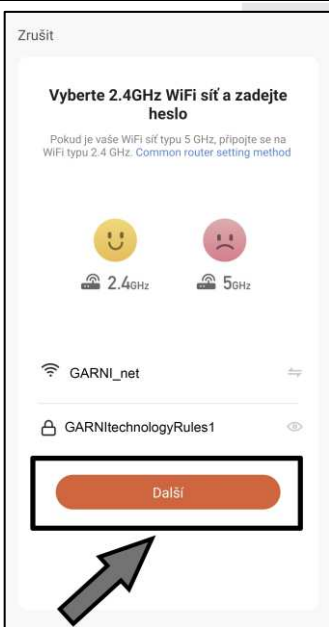 Zrušit
Vyberte 2.4GHz WiFi síť a zadejte
heslo
Pokud je vaše WiFi síť typu 5 GHz, připojte se na
WiFi typu 2.4 GHz. Common router setting method
2.4GHz
5GHz
GARNI_net
GARNItechnologyRules1
Další